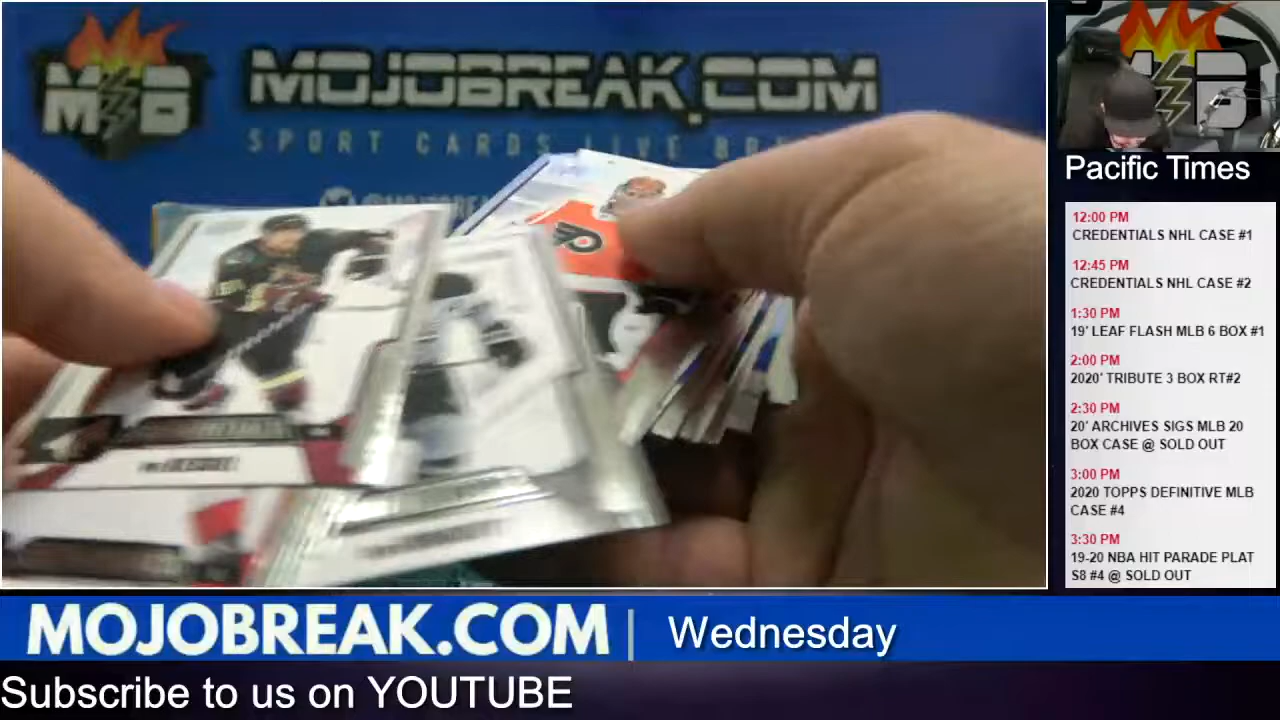 MOJOBREAK.COM
SPORT CARDS LIVE
M B
Pacific Times
12:00 PM
CREDENTIALS NHL CASE #1
12:45 PM
CREDENTIALS NHL CASE #2
1:30 PM
19' LEAF FLASH MLB 6 BOX #1
2:00 PM
2020' TRIBUTE 3 BOX RT#2
2:30 PM
20' ARCHIVES SIGS MLB 20
BOX CASE @ SOLD OUT
3:00 PM
2020 TOPPS DEFINITIVE MLB
CASE #4
3:30 PM
19-20 NBA HIT PARADE PLAT
S8 #4 @ SOLD OUT
MOJOBREAK.COM | Wednesday
Subscribe to us on YOUTUBE